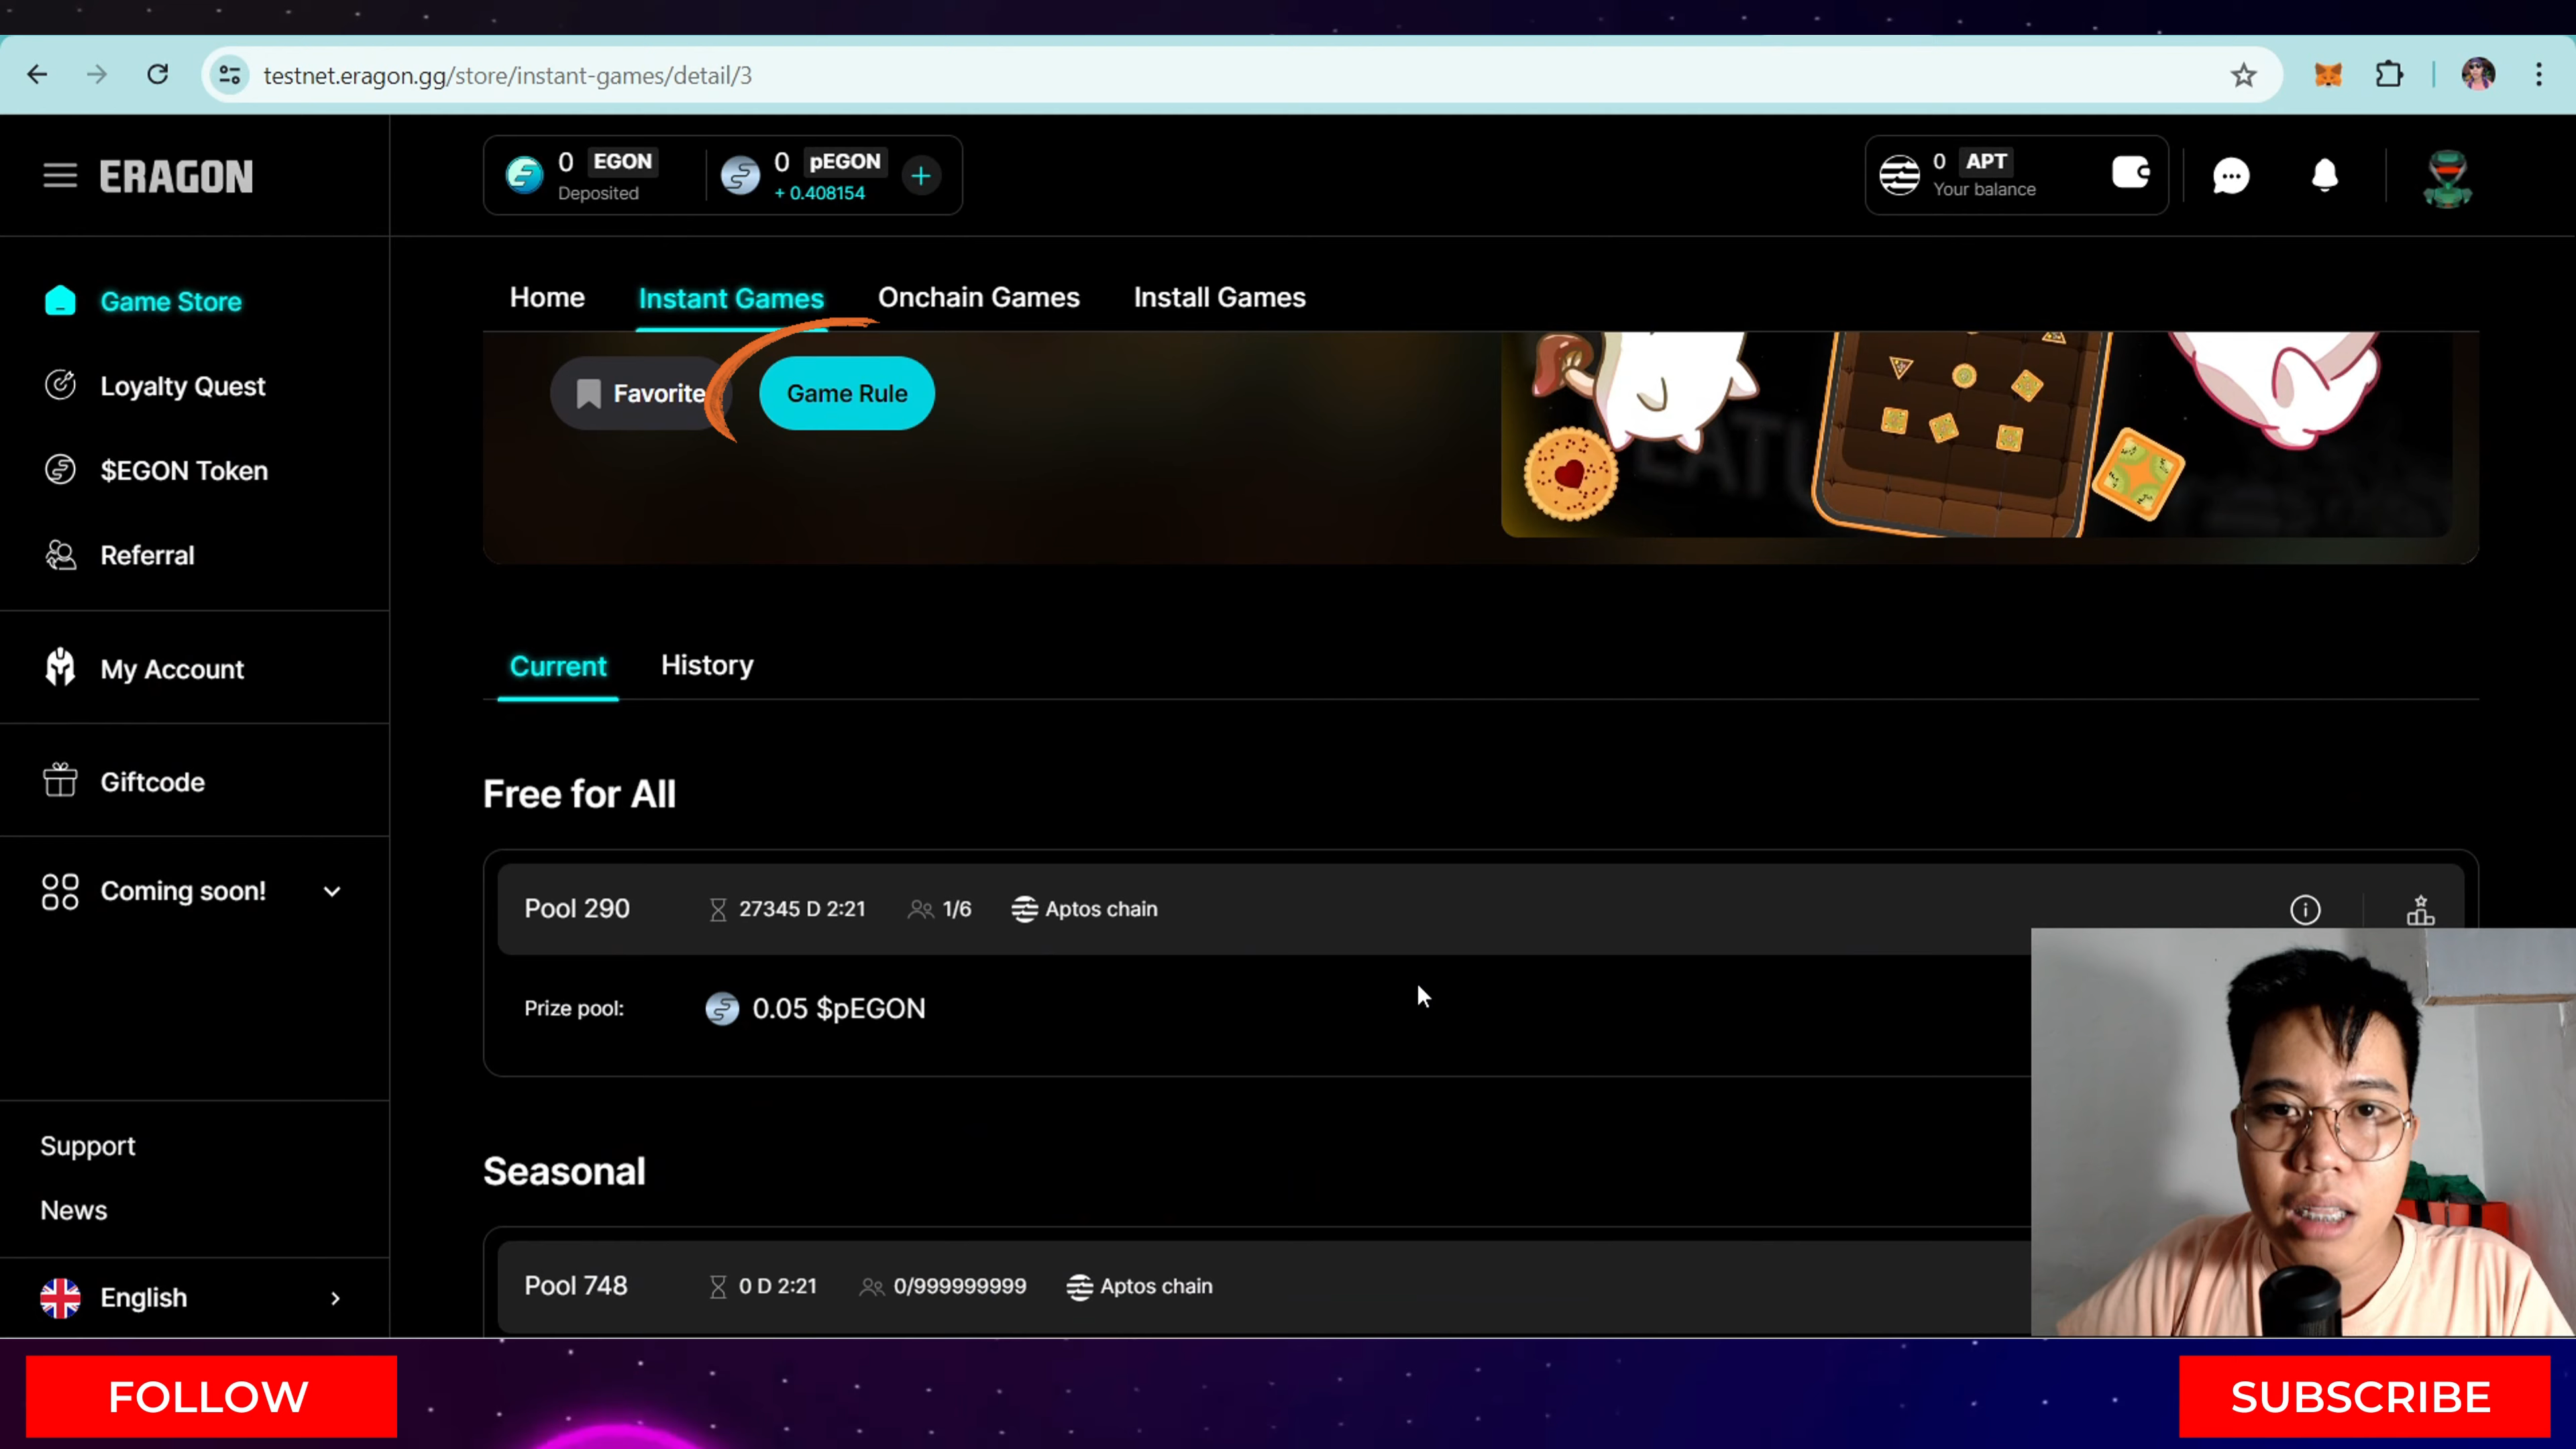 testnet.eragon.gg/store/instant-games/detail/3
ERAGON
0 EGON
Deposited
0 pEGON
+ 0.408154
0 APT
Your balance
Game Store
Loyalty Quest
$EGON Token
Referral
My Account
Giftcode
Coming soon!
Support
News
English
Home
Instant Games
Onchain Games
Install Games
Favorite
Game Rule
Current
History
Free for All
Pool 290
27345 D 2:21
1/6
Aptos chain
Prize pool:
0.05 $pEGON
Seasonal
Pool 748
0 D 2:21
0/999999999
Aptos chain
FOLLOW
SUBSCRIBE